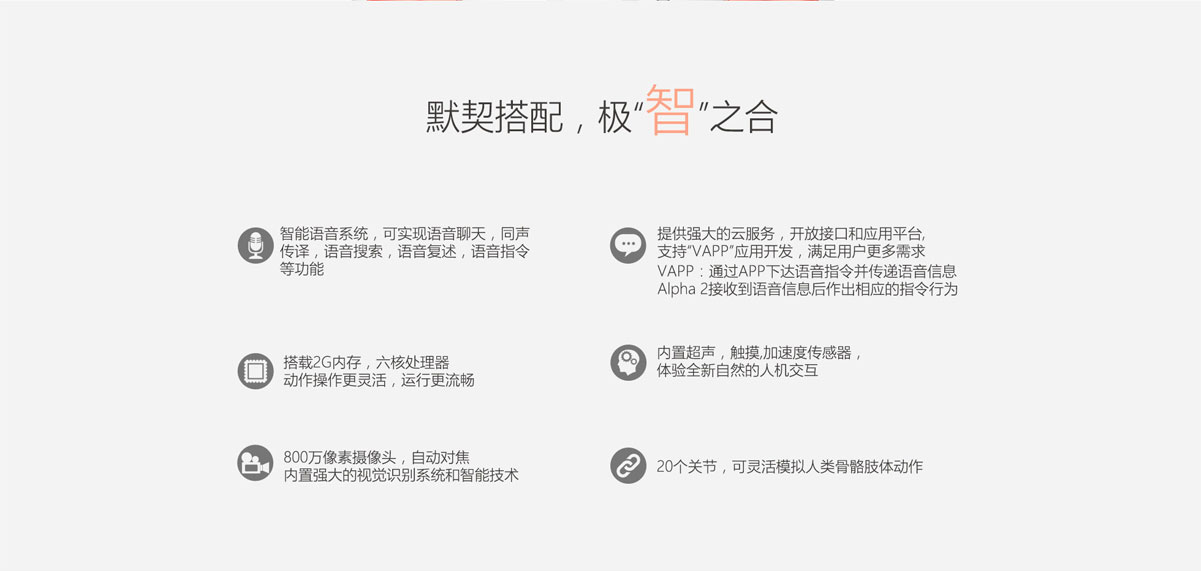 默契搭配，极“智”之合
智能语音系统，可实现语音聊天，同声
传译，语音搜索，语音复述，语音指令
等功能
提供强大的云服务，开放接口和应用平台,
支持“VAPP”应用开发，满足用户更多需求
VAPP：通过APP下达语音指令并传递语音信息
Alpha 2接收到语音信息后作出相应的指令行为
搭载2G内存，六核处理器
动作操作更灵活，运行更流畅
内置超声，触摸,加速度传感器，
体验全新自然的人机交互
800万像素摄像头，自动对焦
内置强大的视觉识别系统和智能技术
20个关节，可灵活模拟人类骨骼肢体动作